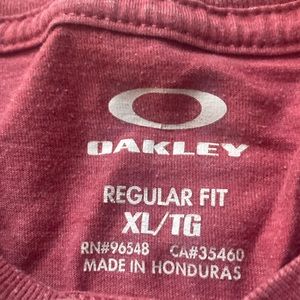 OAKLEY
REGULAR FIT
XL/TG
RN#96548 CA#35460
MADE IN HONDURAS